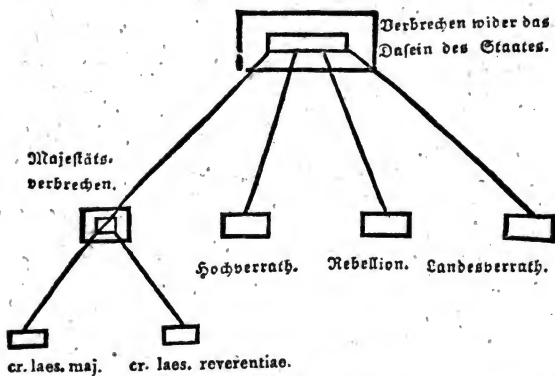 Verbrechen wider das
Dasein des Staates.
Majestäts-
verbrechen.
Hochverrath. Rebellion. Landesverrath.
cr. laes. maj. cr. laes. reverentiae.